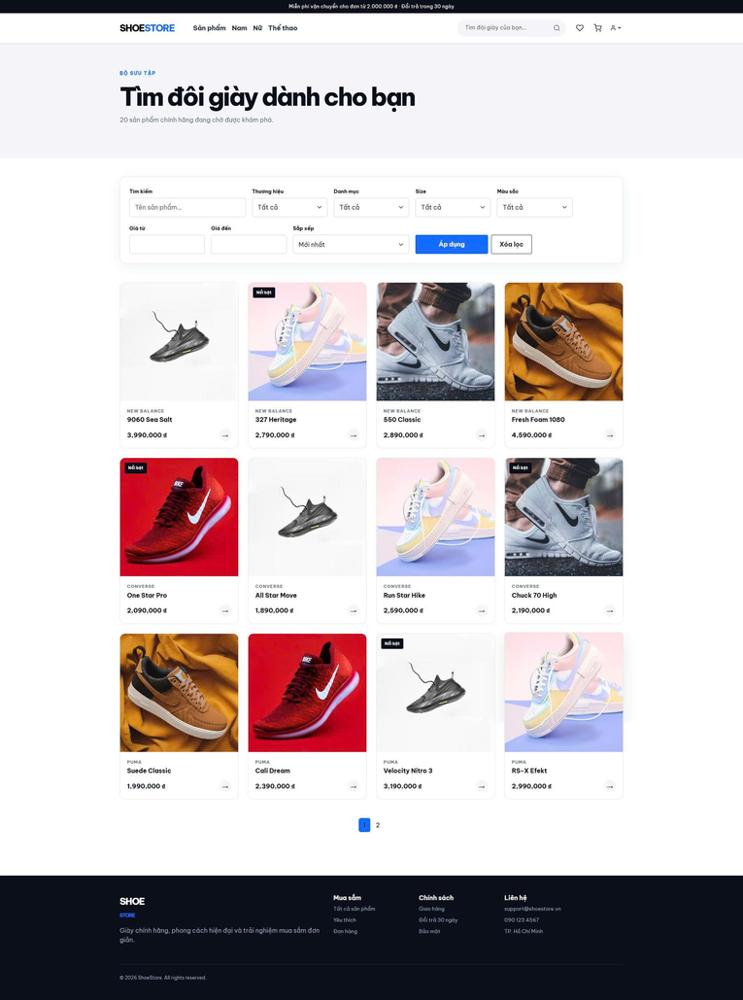 Miễn phí vận chuyển cho đơn từ 2.000.000 ₫ · Đổi trả trong 30 ngày
SHOESTORE Sản phẩm Nam Nữ Thể thao Tìm đôi giày của bạn...
BỘ SƯU TẬP
Tìm đôi giày dành cho bạn
20 sản phẩm chính hãng đang chờ được khám phá.
Tìm kiếm Thương hiệu Danh mục Size Màu sắc
Tên sản phẩm... Tất cả Tất cả Tất cả Tất cả
Giá từ Giá đến Sắp xếp
Mới nhất Áp dụng Xóa lọc
Nổi bật
NEW BALANCE NEW BALANCE NEW BALANCE NEW BALANCE
9060 Sea Salt 327 Heritage 550 Classic Fresh Foam 1080
3,990,000 ₫ → 2,790,000 ₫ → 2,890,000 ₫ → 4,590,000 ₫ →
Nổi bật Nổi bật
CONVERSE CONVERSE CONVERSE CONVERSE
One Star Pro All Star Move Run Star Hike Chuck 70 High
2,090,000 ₫ → 1,890,000 ₫ → 2,590,000 ₫ → 2,190,000 ₫ →
Nổi bật
PUMA PUMA PUMA PUMA
Suede Classic Cali Dream Velocity Nitro 3 RS-X Efekt
1,990,000 ₫ → 2,390,000 ₫ → 3,190,000 ₫ → 2,990,000 ₫ →
1 2
SHOE
STORE
Giày chính hãng, phong cách hiện đại và trải nghiệm mua sắm đơn
giản.
Mua sắm
Tất cả sản phẩm
Yêu thích
Đơn hàng
Chính sách
Giao hàng
Đổi trả 30 ngày
Bảo mật
Liên hệ
support@shoestore.vn
090 123 4567
TP. Hồ Chí Minh
© 2026 ShoeStore. All rights reserved.